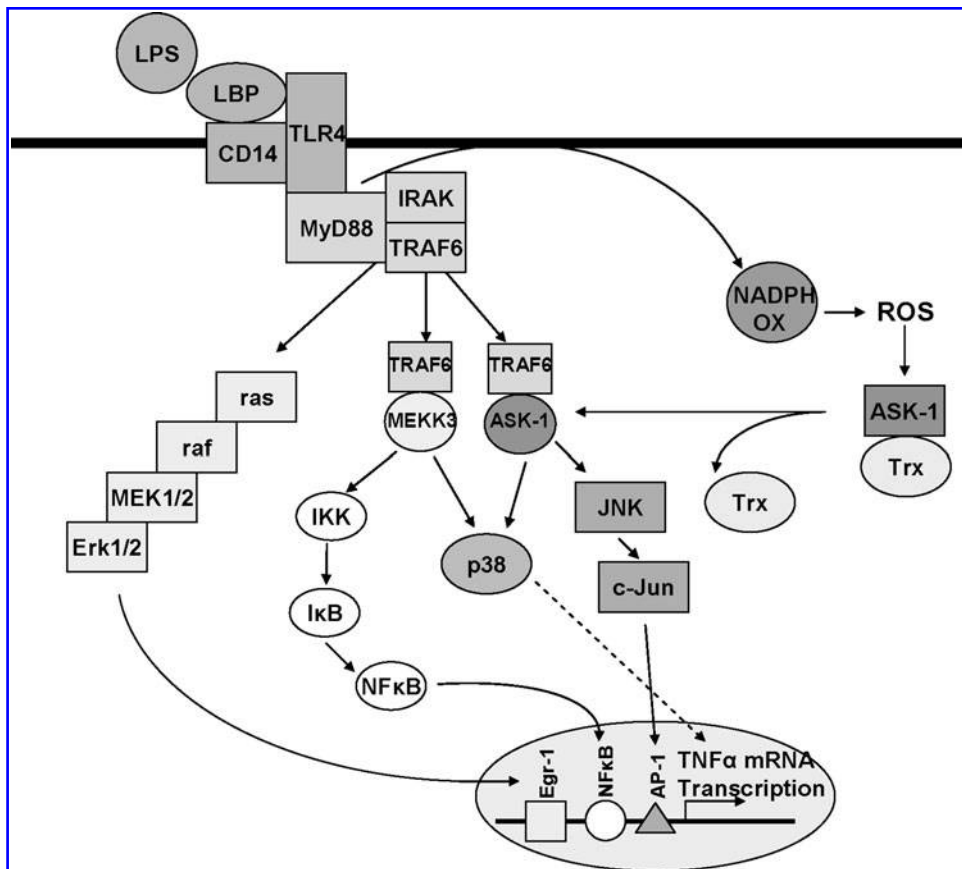 LPS
LBP
TLR4
CD14
IRAK
MyD88
TRAF6
NADPH
OX
ROS
TRAF6
TRAF6
ras
MEKK3
ASK-1
ASK-1
raf
Trx
MEK1/2
IKK
JNK
Trx
Erk1/2
p38
c-Jun
IκB
NFκB
Egr-1
NFκB
AP-1
TNFα mRNA
Transcription